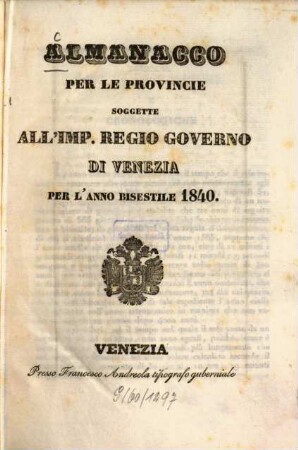 ALMANACCO
PER LE PROVINCIE
SOGGETTE
ALL'IMP. REGIO GOVERNO
DI VENEZIA
PER L'ANNO BISESTILE 1840.
VENEZIA
Presso Francesco Andreola tipografo guberniale